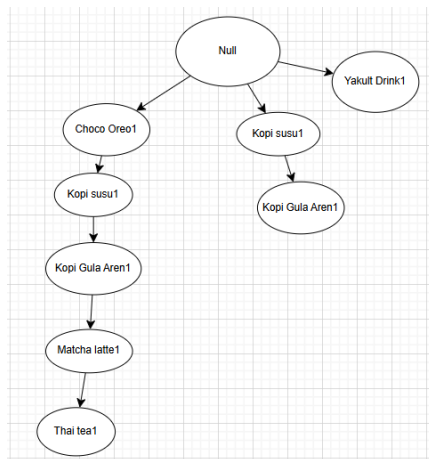 Null
Yakult Drink1
Choco Oreo1
Kopi susu1
Kopi susu1
Kopi Gula Aren1
Kopi Gula Aren1
Matcha latte1
Thai tea1